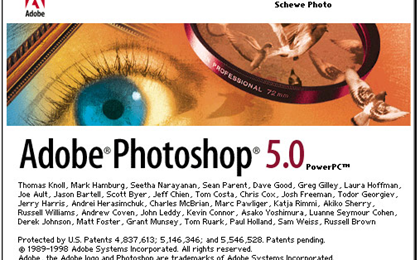 Adobe
Schewe Photo
PROFESSIONAL 72mm
Adobe® Photoshop® 5.0 PowerPC™
Thomas Knoll, Mark Hamburg, Seetha Narayanan, Sean Parent, Dave Good, Greg Gilley, Laura Hoffman,
Joe Ault, Jason Bartell, Scott Byer, Jeff Chien, Tom Costa, Chris Cox, Josh Freeman, Todor Georgiev,
Jerry Harris, Andrei Herasimchuk, Charles McBrian, Marc Pawliger, Katja Rimmi, Akiko Sherry,
Russell Williams, Andrew Coven, John Leddy, Kevin Connor, Asako Yoshimura, Luanne Seymour Cohen,
Derek Johnson, Matt Foster, Grant Munsey, Tom Ruark, Paul Holland, Sam Weiss, Russell Brown
Protected by U.S. Patents 4,837,613; 5,146,346; and 5,546,528. Patents pending.
©1989-1998 Adobe Systems Incorporated. All rights reserved.
Adobe, the Adobe logo and Photoshop are trademarks of Adobe Systems Incorporated.